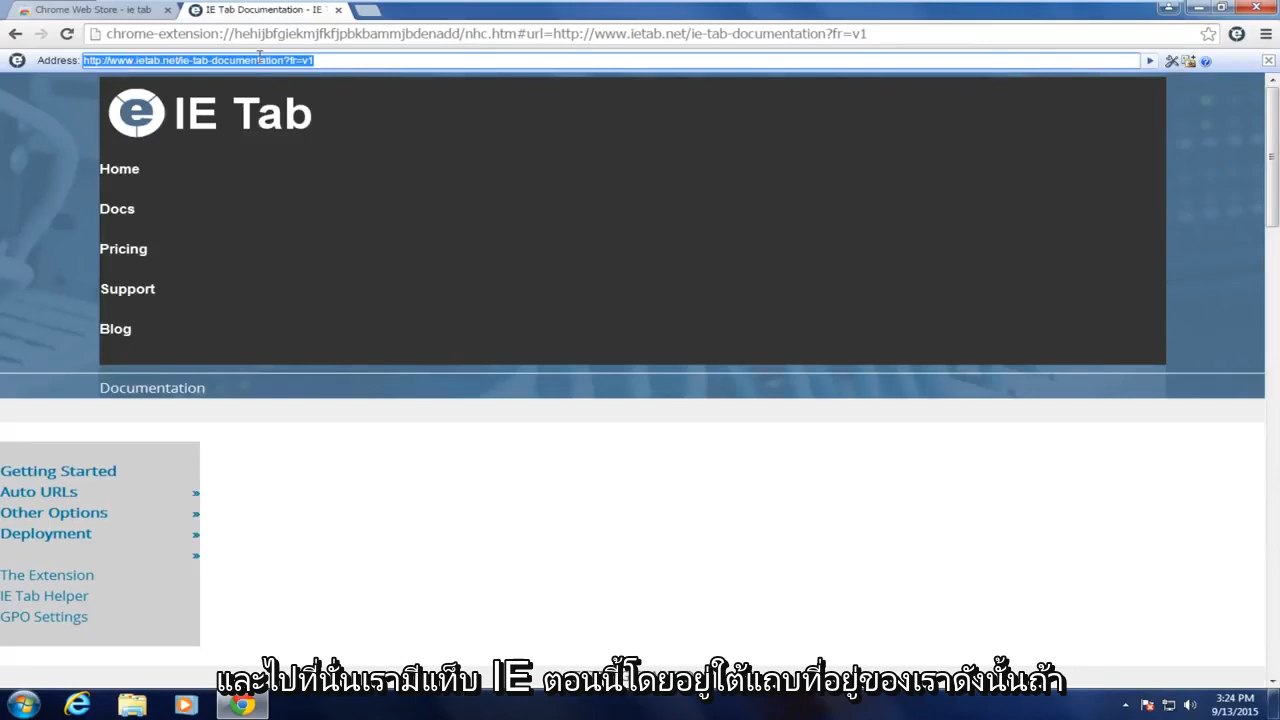 Chrome Web Store - ie tab
IE Tab Documentation - IE T
chrome-extension://hehijbfgiekmjfkfjpbkbammjbdenadd/nhc.htm#url=http://www.ietab.net/ie-tab-documentation?fr=v1
Address: http://www.ietab.net/ie-tab-documentation?fr=v1
IE Tab
Home
Docs
Pricing
Support
Blog
Documentation
Getting Started
Auto URLs »
Other Options »
Deployment »
»
The Extension
IE Tab Helper
GPO Settings
และไปที่นั่นเรามีแท็บ IE ตอนนี้โดยอยู่ใต้แถบที่อยู่ของเราดังนั้นถ้า
3:24 PM
9/13/2015